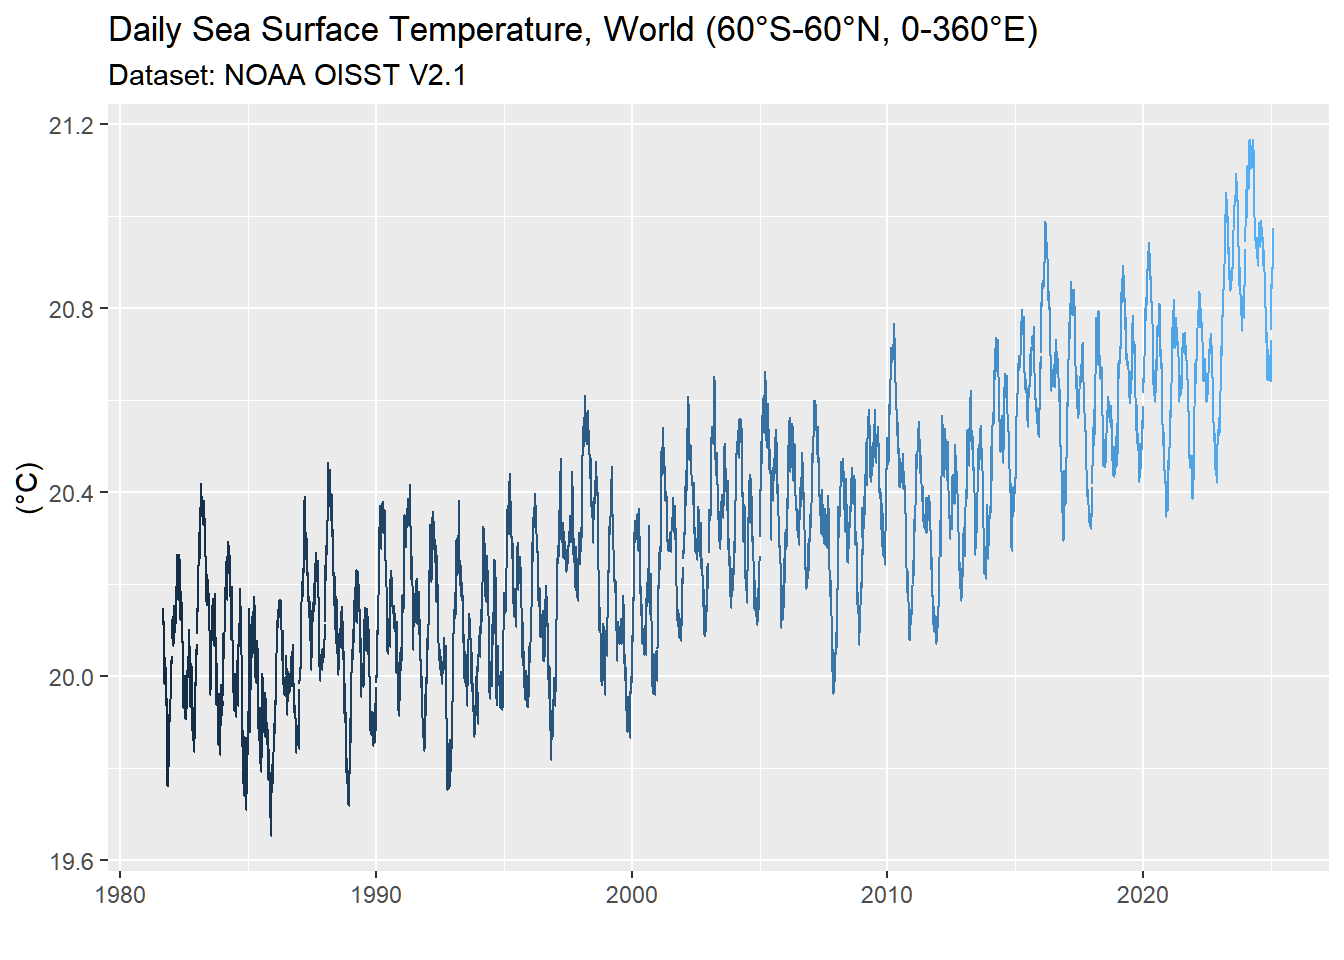 Daily Sea Surface Temperature, World (60°S-60°N, 0-360°E)
Dataset: NOAA OISST V2.1
21.2
20.8
20.4
20.0
19.6
(°C)
1980 1990 2000 2010 2020